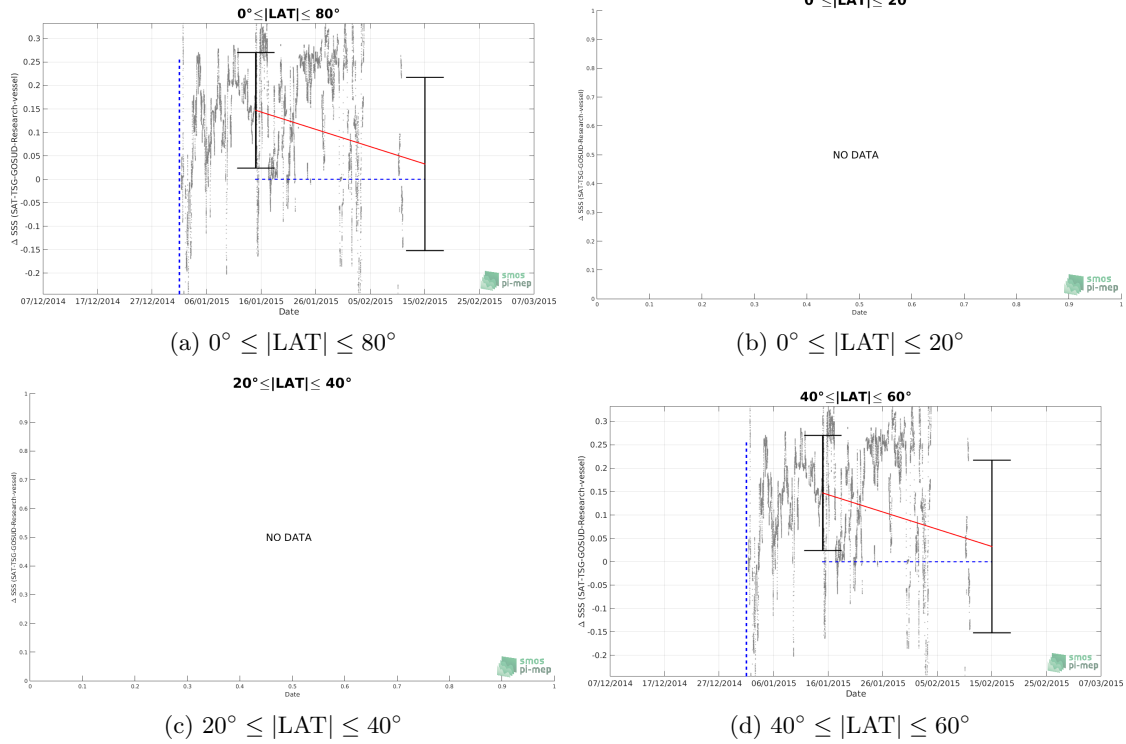 0°≤|LAT|≤ 80°
Δ SSS (SAT-TSG-GOSUD-Research-vessel)
0.3
0.25
0.2
0.15
0.1
0.05
0
-0.05
-0.1
-0.15
-0.2
07/12/2014 17/12/2014 27/12/2014 06/01/2015 16/01/2015 26/01/2015 05/02/2015 15/02/2015 25/02/2015 07/03/2015
Date
smos
pi-mep
(a) 0° ≤ |LAT| ≤ 80°
0°≤|LAT|≤ 20°
Δ SSS (SAT-TSG-GOSUD-Research-vessel)
1
0.9
0.8
0.7
0.6
0.5
0.4
0.3
0.2
0.1
0
NO DATA
0 0.1 0.2 0.3 0.4 0.5 0.6 0.7 0.8 0.9 1
Date
smos
pi-mep
(b) 0° ≤ |LAT| ≤ 20°
20°≤|LAT|≤ 40°
Δ SSS (SAT-TSG-GOSUD-Research-vessel)
1
0.9
0.8
0.7
0.6
0.5
0.4
0.3
0.2
0.1
0
NO DATA
0 0.1 0.2 0.3 0.4 0.5 0.6 0.7 0.8 0.9 1
smos
pi-mep
(c) 20° ≤ |LAT| ≤ 40°
40°≤|LAT|≤ 60°
Δ SSS (SAT-TSG-GOSUD-Research-vessel)
0.3
0.25
0.2
0.15
0.1
0.05
0
-0.05
-0.1
-0.15
-0.2
07/12/2014 17/12/2014 27/12/2014 06/01/2015 16/01/2015 26/01/2015 05/02/2015 15/02/2015 25/02/2015 07/03/2015
Date
smos
pi-mep
(d) 40° ≤ |LAT| ≤ 60°